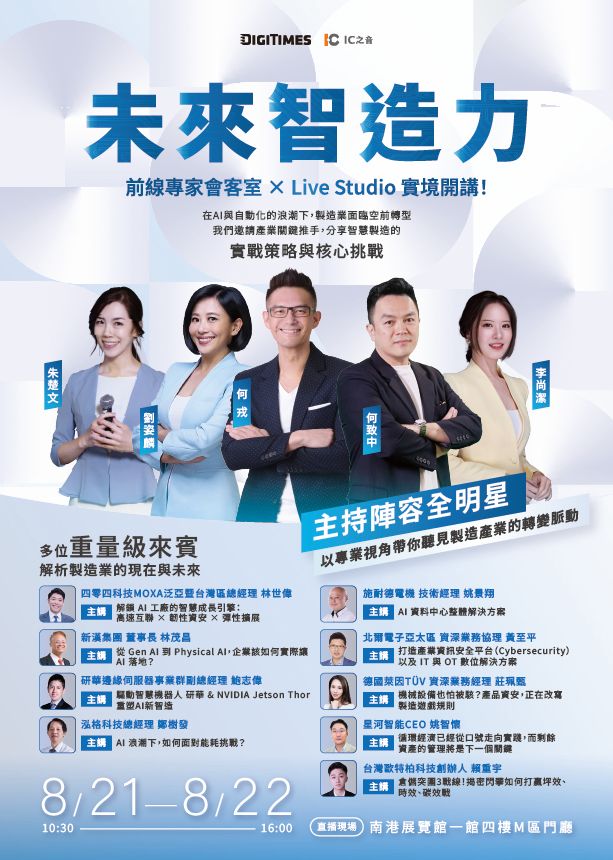 DIGITIMES IC IC之音
未來智造力
前線專家會客室 × Live Studio 實境開講！
在AI與自動化的浪潮下，製造業面臨空前轉型
我們邀請產業關鍵推手，分享智慧製造的
實戰策略與核心挑戰
朱楚文
劉姿麟
何戎
何致中
李尚潔
主持陣容全明星
以專業視角帶你聽見製造產業的轉變脈動
多位重量級來賓
解析製造業的現在與未來
四零四科技MOXA泛亞暨台灣區總經理 林世偉
主講 解鎖 AI 工廠的智慧成長引擎：
高速互聯 × 韌性資安 × 彈性擴展
新漢集團 董事長 林茂昌
主講 從 Gen AI 到 Physical AI，企業該如何實際讓
AI 落地？
研華邊緣伺服器事業群副總經理 鮑志偉
主講 驅動智慧機器人 研華 & NVIDIA Jetson Thor
重塑AI新智造
泓格科技總經理 鄭樹發
主講 AI 浪潮下，如何面對能耗挑戰？
施耐德電機 技術經理 姚景翔
主講 AI 資料中心整體解決方案
北爾電子亞太區 資深業務協理 黃至平
主講 打造產業資訊安全平台（Cybersecurity）
以及 IT 與 OT 數位解決方案
德國萊因TÜV 資深業務經理 莊珮甄
主講 機械設備也怕被駭？產品資安，正在改寫
製造遊戲規則
星河智能CEO 姚智懷
主講 循環經濟已經從口號走向實踐，而剩餘
資產的管理將是下一個關鍵
台灣歐特柏科技創辦人 賴重宇
主講 倉儲突圍3戰線！揭密閃攀如何打贏坪效、
時效、碳效戰
8/21—8/22
10:30 16:00
直播現場 南港展覽館一館四樓M區門廳